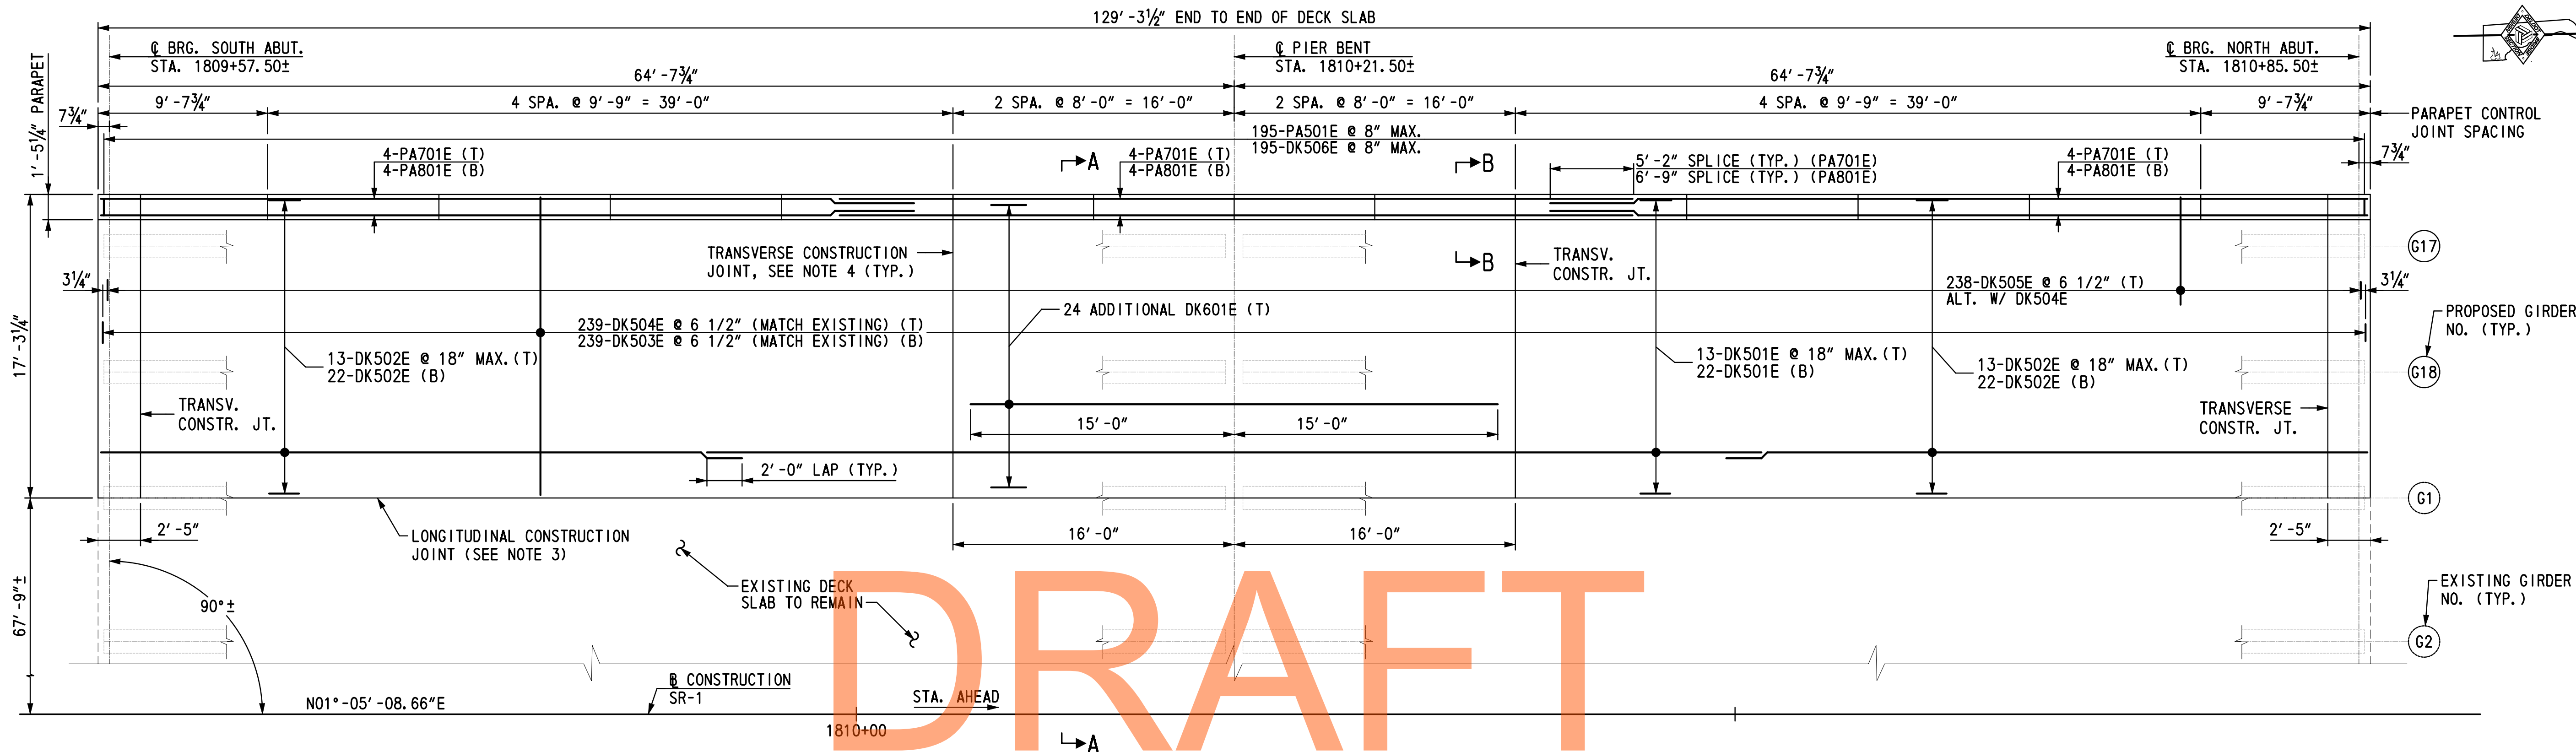 129'-3½" END TO END OF DECK SLAB
℄ BRG. SOUTH ABUT.
STA. 1809+57.50±
℄ PIER BENT
STA. 1810+21.50±
℄ BRG. NORTH ABUT.
STA. 1810+85.50±
64'-7¾"
64'-7¾"
1'-5¼" PARAPET
7¾"
9'-7¾"
4 SPA. @ 9'-9" = 39'-0"
2 SPA. @ 8'-0" = 16'-0"
2 SPA. @ 8'-0" = 16'-0"
4 SPA. @ 9'-9" = 39'-0"
9'-7¾"
PARAPET CONTROL
JOINT SPACING
195-PA501E @ 8" MAX.
195-DK506E @ 8" MAX.
4-PA701E (T)
4-PA801E (B)
A
4-PA701E (T)
4-PA801E (B)
B
5'-2" SPLICE (TYP.) (PA701E)
6'-9" SPLICE (TYP.) (PA801E)
4-PA701E (T)
4-PA801E (B)
7¾"
TRANSVERSE CONSTRUCTION
JOINT, SEE NOTE 4 (TYP.)
B
TRANSV.
CONSTR. JT.
G17
3¼"
238-DK505E @ 6 1/2" (T)
ALT. W/ DK504E
3¼"
17'-3¼"
24 ADDITIONAL DK601E (T)
PROPOSED GIRDER
NO. (TYP.)
239-DK504E @ 6 1/2" (MATCH EXISTING) (T)
239-DK503E @ 6 1/2" (MATCH EXISTING) (B)
13-DK502E @ 18" MAX.(T)
22-DK502E (B)
13-DK501E @ 18" MAX.(T)
22-DK501E (B)
13-DK502E @ 18" MAX.(T)
22-DK502E (B)
G18
TRANSV.
CONSTR. JT.
15'-0"
15'-0"
TRANSVERSE
CONSTR. JT.
2'-0" LAP (TYP.)
G1
2'-5"
LONGITUDINAL CONSTRUCTION
JOINT (SEE NOTE 3)
16'-0"
16'-0"
2'-5"
67'-9"±
90°±
EXISTING DECK
SLAB TO REMAIN
EXISTING GIRDER
NO. (TYP.)
G2
N01°-05'-08.66"E
B CONSTRUCTION
SR-1
STA. AHEAD
1810+00
A
DRAFT